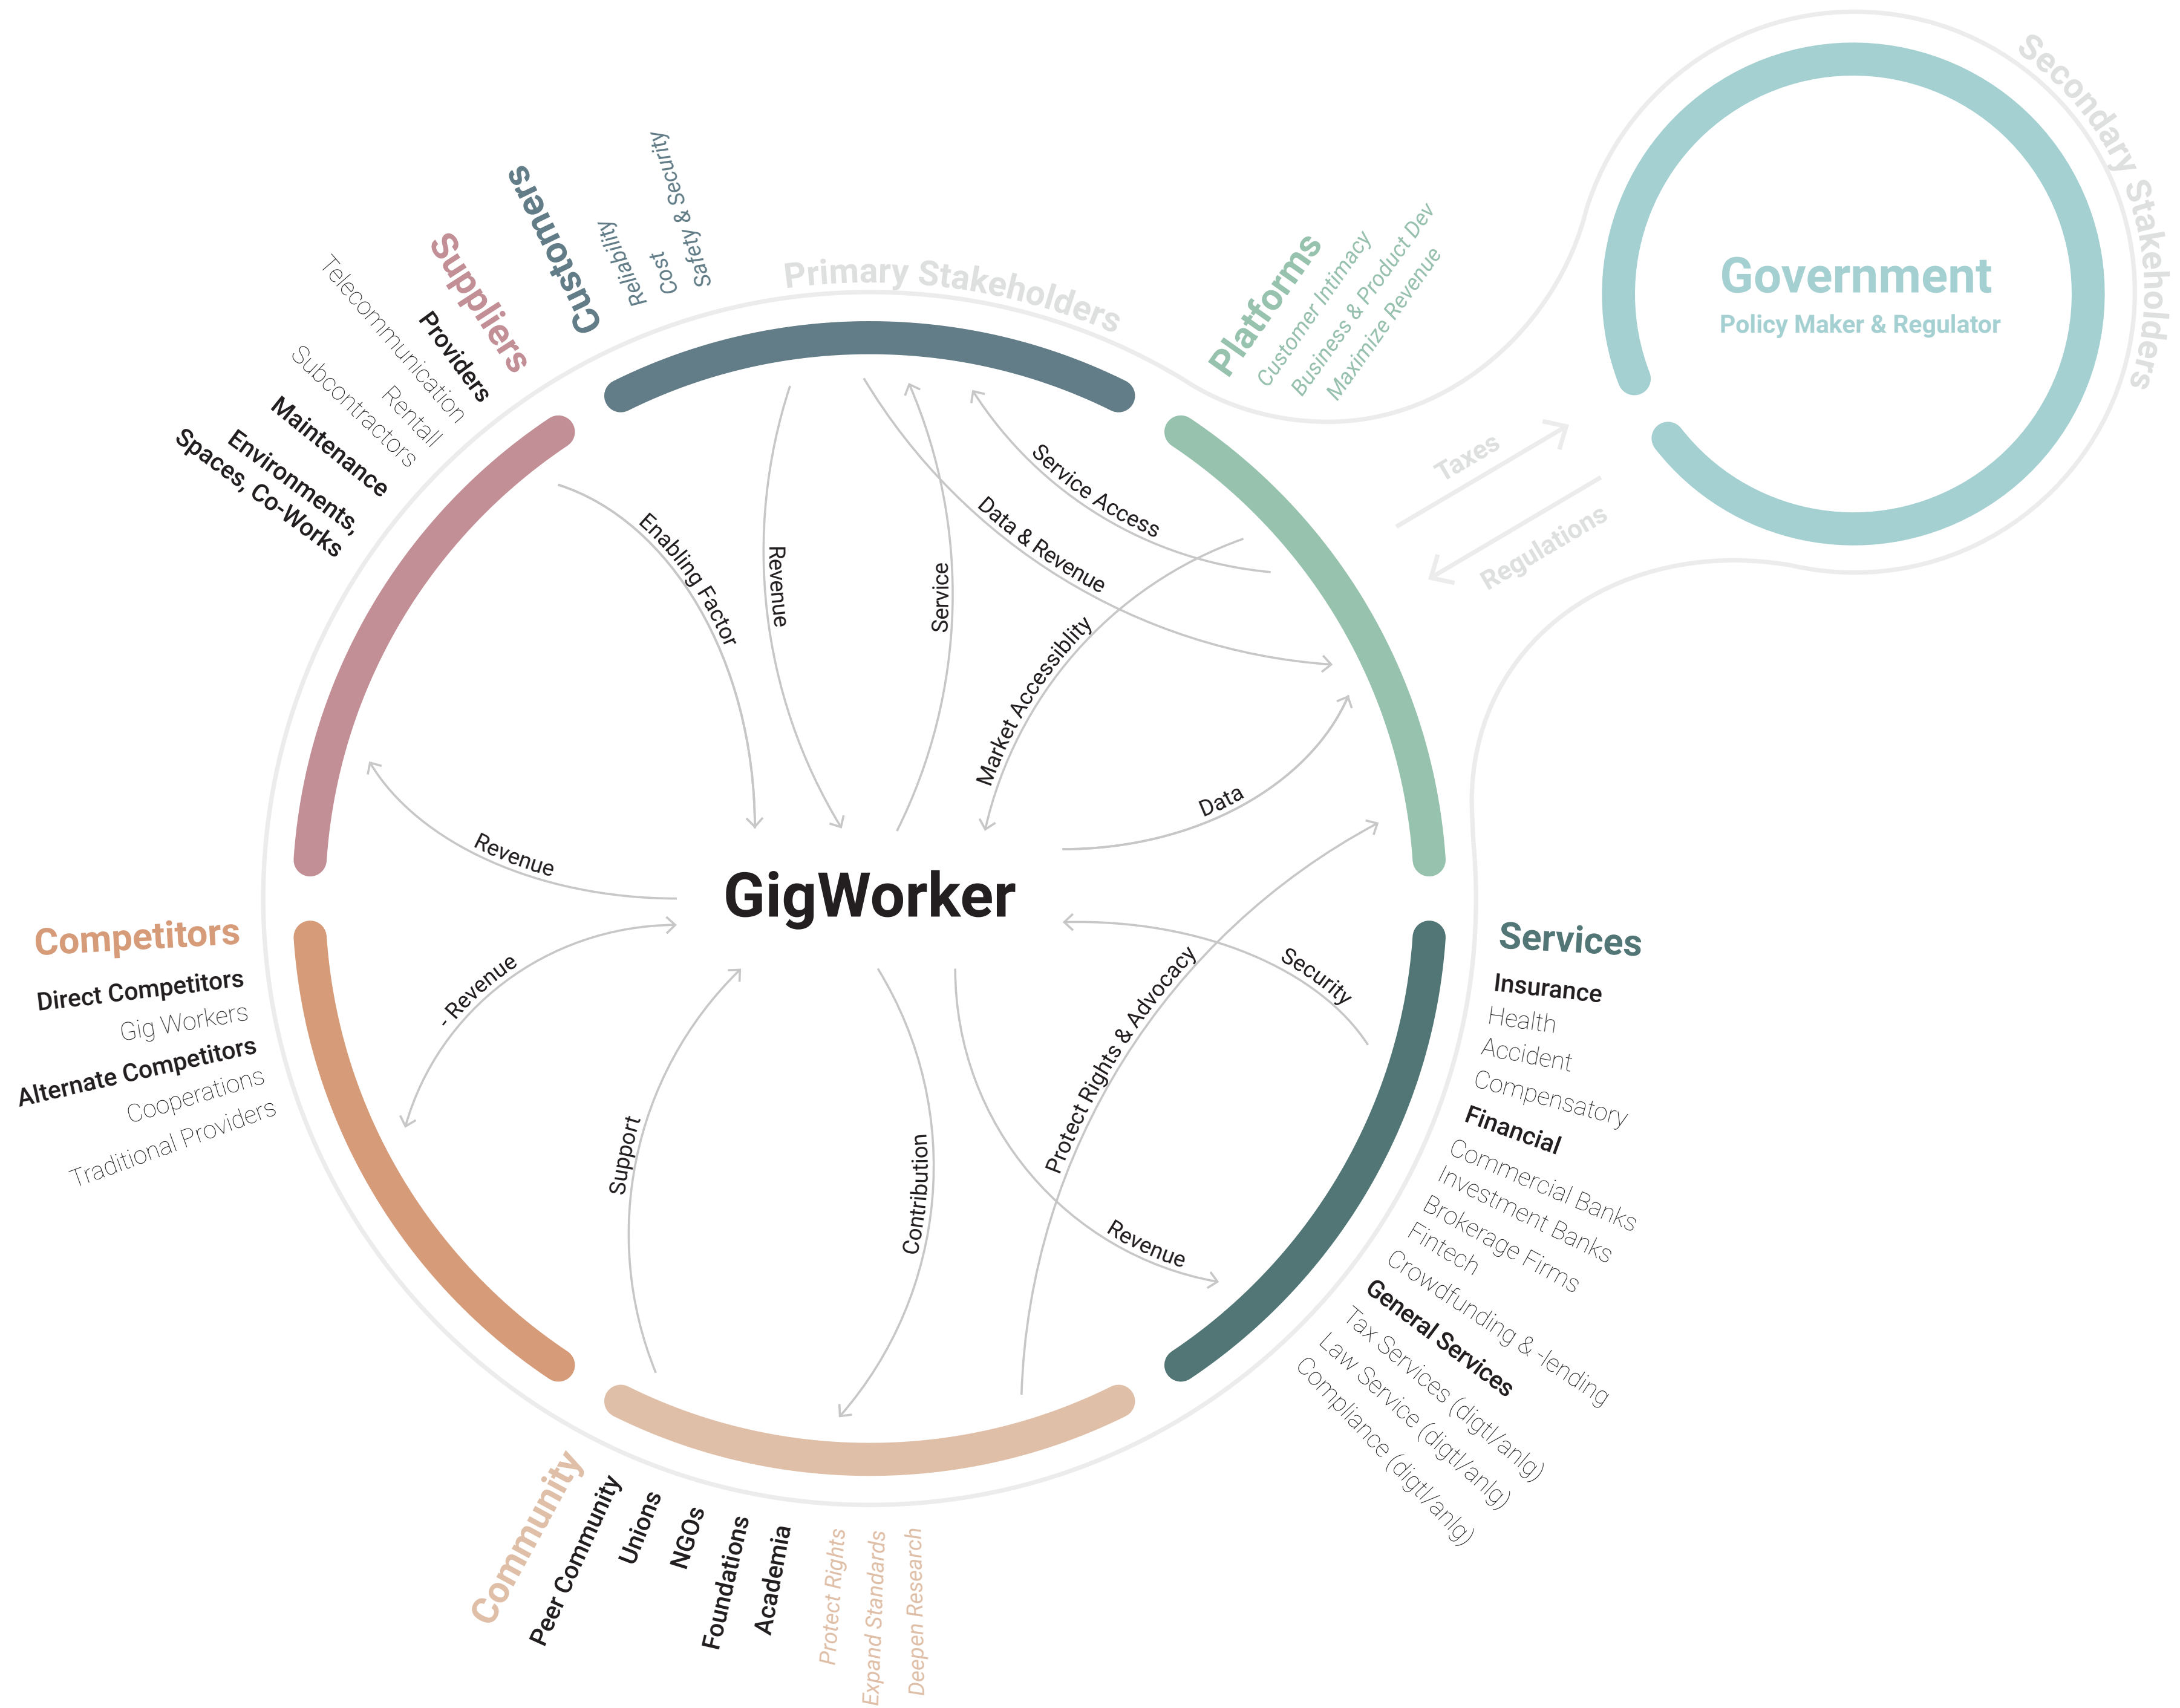 Secondary Stakeholders
Government
Policy Maker & Regulator
Primary Stakeholders
Customers
Reliability
Cost
Safety & Security
Platforms
Customer Intimacy
Business & Product Dev
Maximize Revenue
Taxes
Regulations
Suppliers
Providers
Telecommunication
Rentall
Subcontractors
Maintenance
Environments,
Spaces, Co-Works
Enabling Factor
Revenue
Service
Service Access
Data & Revenue
Market Accessiblity
Data
Revenue
GigWorker
- Revenue
Security
Protect Rights & Advocacy
Support
Contribution
Revenue
Competitors
Direct Competitors
Gig Workers
Alternate Competitors
Cooperations
Traditional Providers
Services
Insurance
Health
Accident
Compensatory
Financial
Commercial Banks
Investment Banks
Brokerage Firms
Fintech
Crowdfunding & -lending
General Services
Tax Services (digtl/anlg)
Law Service (digtl/anlg)
Compliance (digtl/anlg)
Community
Peer Community
Unions
NGOs
Foundations
Academia
Protect Rights
Expand Standards
Deepen Research